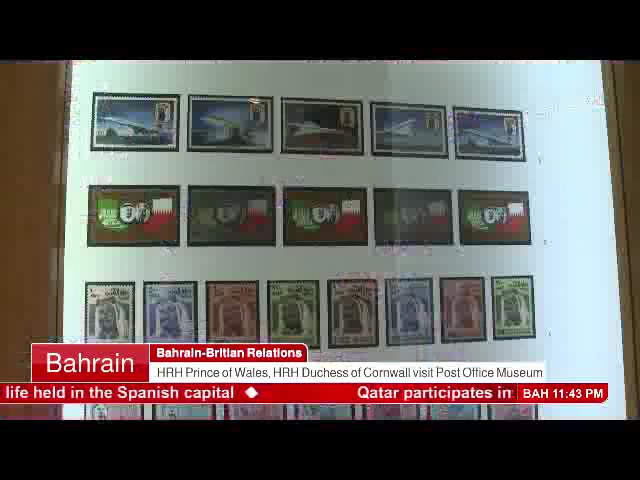 Bahrain
Bahrain-Britian Relations
HRH Prince of Wales, HRH Duchess of Cornwall visit Post Office Museum
life held in the Spanish capital ◆ Qatar participates in
BAH 11:43 PM